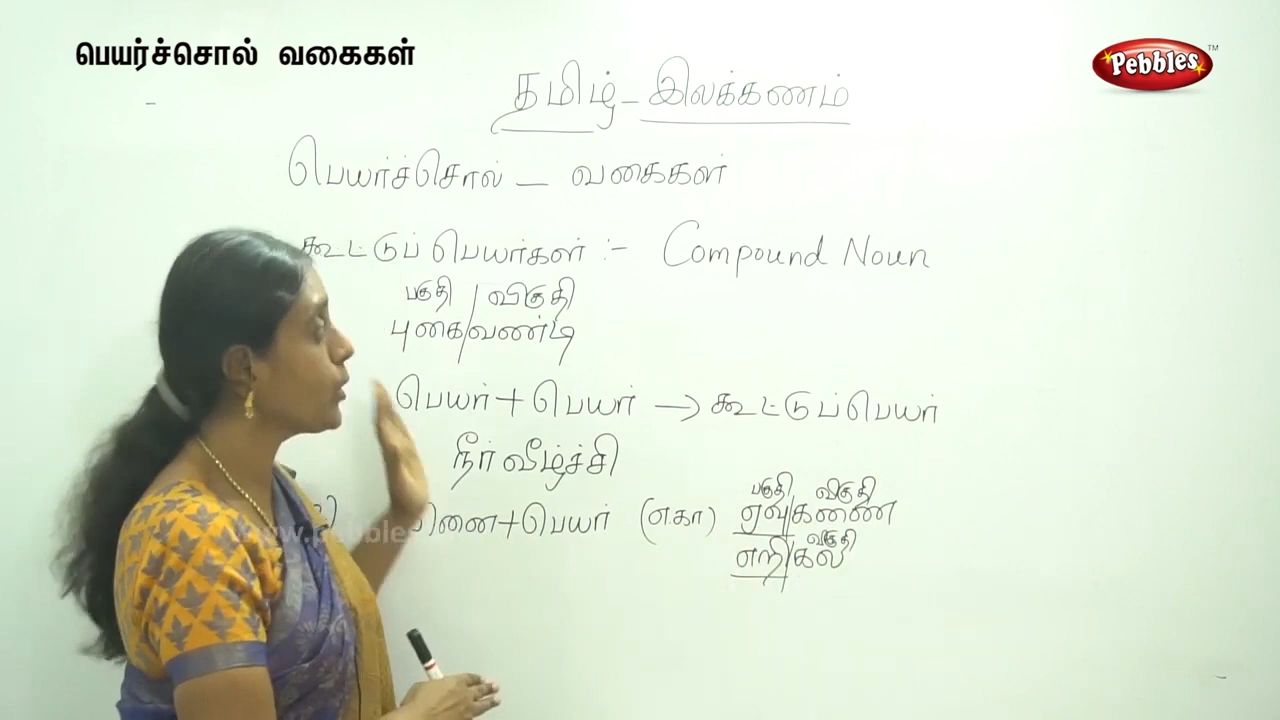 பெயர்ச்சொல் வகைகள்
Pebbles TM
தமிழ் - இலக்கணம்
பெயர்ச்சொல் - வகைகள்
கூட்டுப் பெயர்கள் :- Compound Noun
பகுதி / விகுதி
புகை/வண்டி
பெயர் + பெயர் → கூட்டுப்பெயர்
நீர் வீழ்ச்சி
பகுதி விகுதி
+ பெயர் (எ.கா) ஏவு/கணை
விகுதி
எறி/கல்